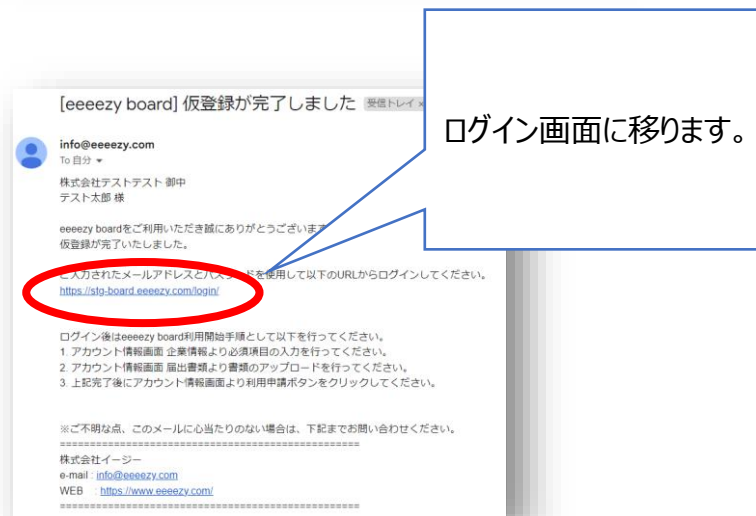 [eeeezy board] 仮登録が完了しました 受信トレイ ×
ログイン画面に移ります。
info@eeeezy.com
To 自分
株式会社テストテスト 御中
テスト太郎 様
eeeezy boardをご利用いただき誠にありがとうございます
仮登録が完了いたしました。
ご入力されたメールアドレスとパスワードを使用して以下のURLからログインしてください。
https://stg-board.eeeezy.com/login/
ログイン後はeeeezy board利用開始手順として以下を行ってください。
1. アカウント情報画面 企業情報より必須項目の入力を行ってください。
2. アカウント情報画面 届出書類より書類のアップロードを行ってください。
3. 上記完了後にアカウント情報画面より利用申請ボタンをクリックしてください。
※ご不明な点、このメールに心当たりのない場合は、下記までお問い合わせください。
==================================================
株式会社イージー
e-mail : info@eeeezy.com
WEB : https://www.eeeezy.com/
==================================================